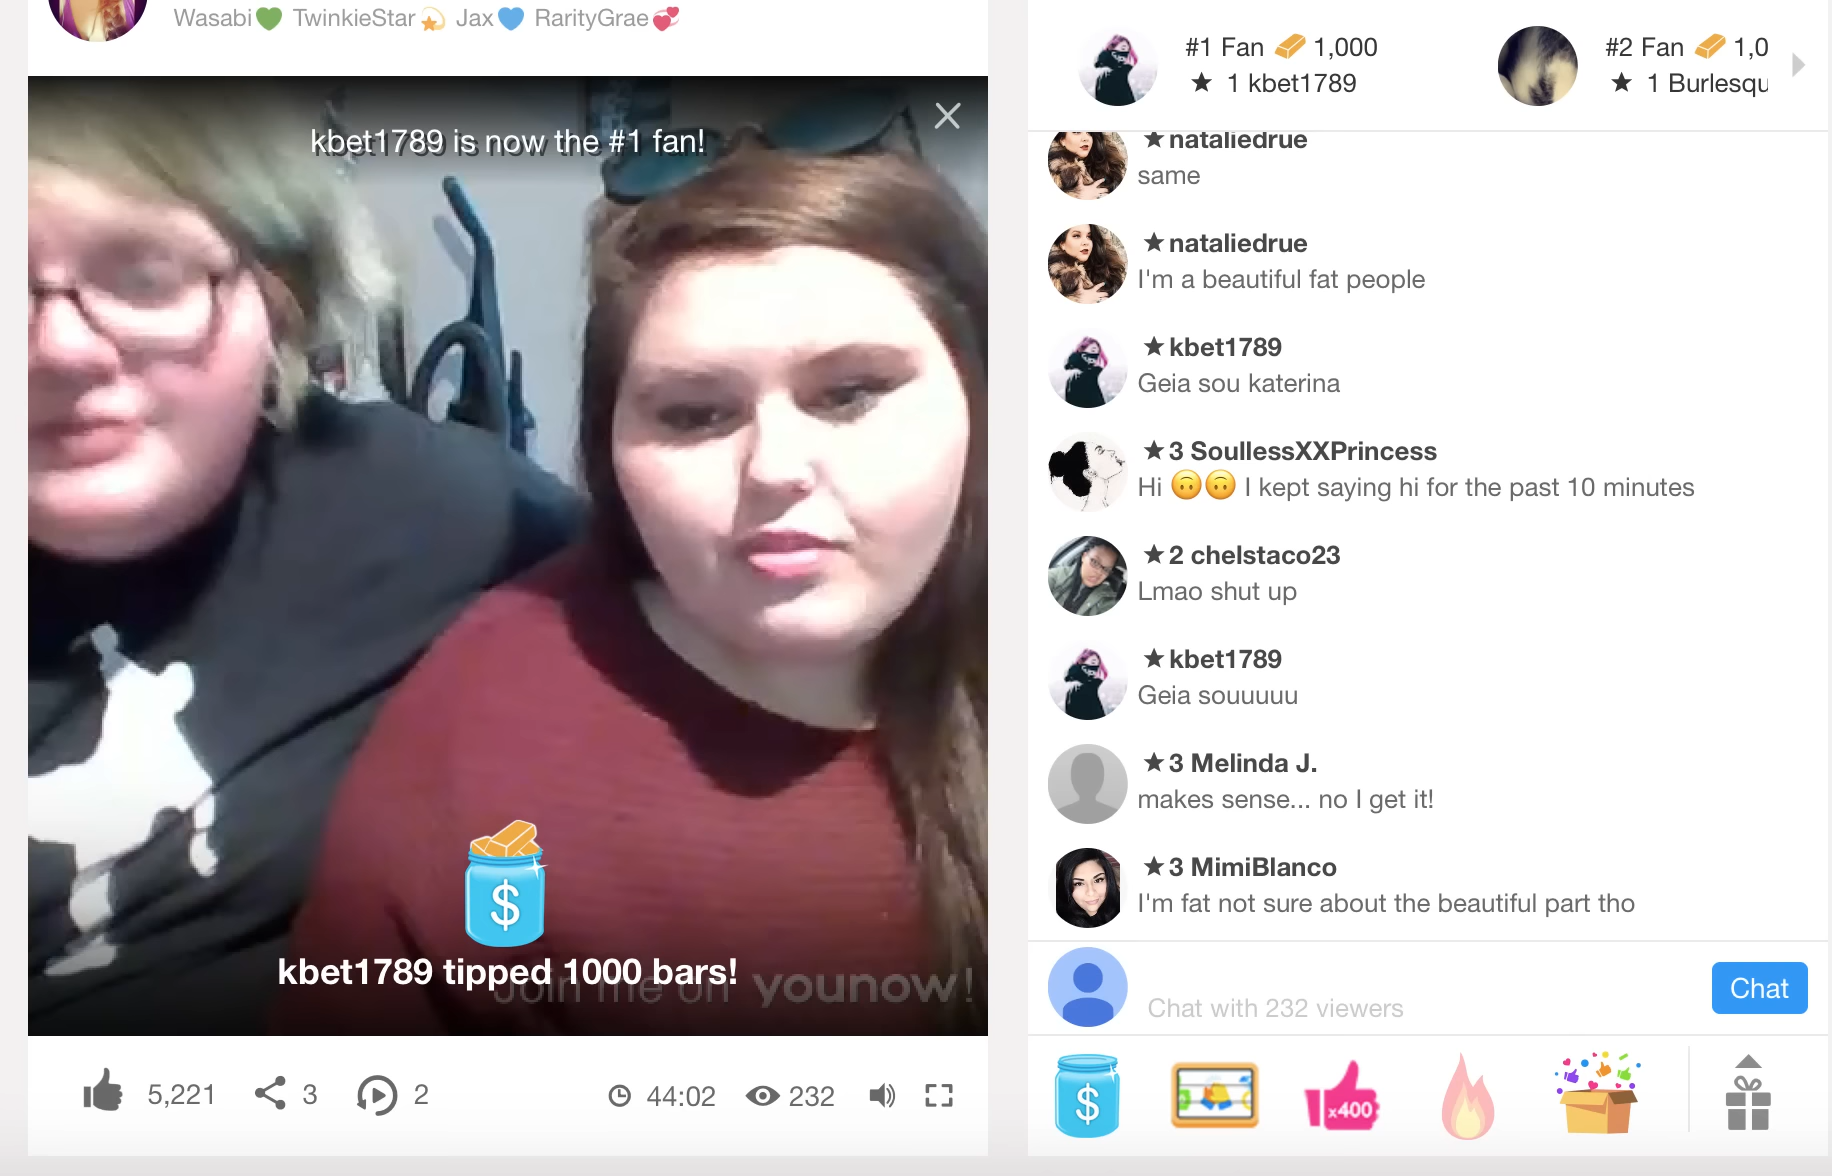 Wasabi💚 TwinkieStar💫 Jax💙 RarityGrae💞
kbet1789 is now the #1 fan!
kbet1789 tipped 1000 bars!
Join me on younow!
5,221
3
2
44:02
232
#1 Fan 1,000
★ 1 kbet1789
#2 Fan 1,0
★ 1 Burlesqu
★ nataliedrue
same
★ nataliedrue
I'm a beautiful fat people
★ kbet1789
Geia sou katerina
★ 3 SoullessXXPrincess
Hi 🙃🙃 I kept saying hi for the past 10 minutes
★ 2 chelstaco23
Lmao shut up
★ kbet1789
Geia souuuuu
★ 3 Melinda J.
makes sense... no I get it!
★ 3 MimiBlanco
I'm fat not sure about the beautiful part tho
Chat with 232 viewers
Chat
$
x400
$